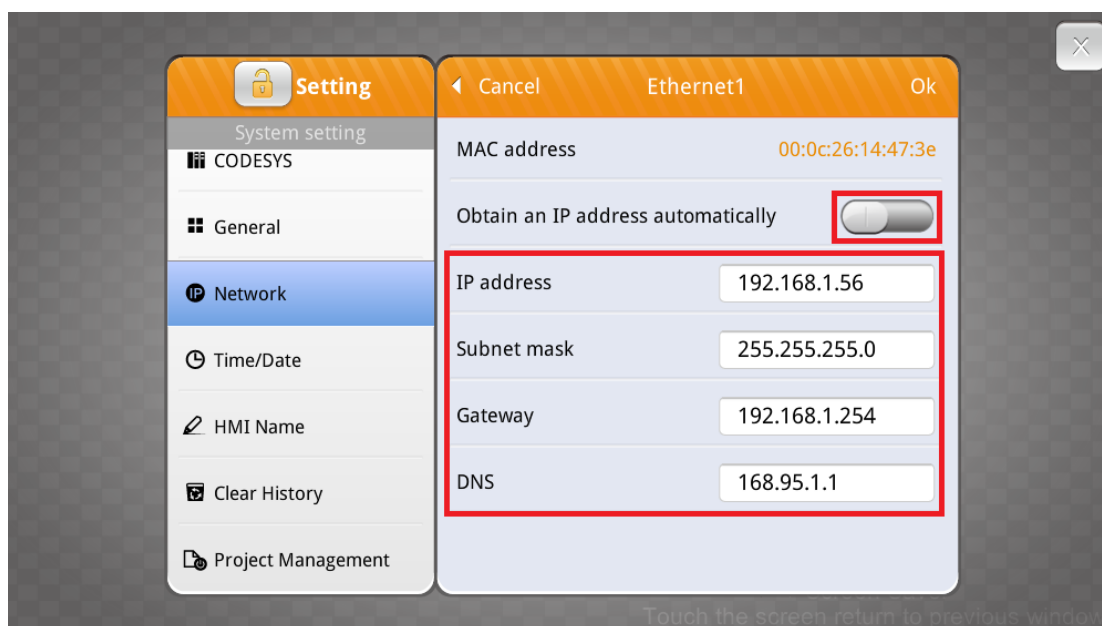 X
Setting
System setting
CODESYS
General
IP Network
Time/Date
HMI Name
Clear History
Project Management
Cancel Ethernet1 Ok
MAC address 00:0c:26:14:47:3e
Obtain an IP address automatically
IP address 192.168.1.56
Subnet mask 255.255.255.0
Gateway 192.168.1.254
DNS 168.95.1.1
Touch the screen return to previous window